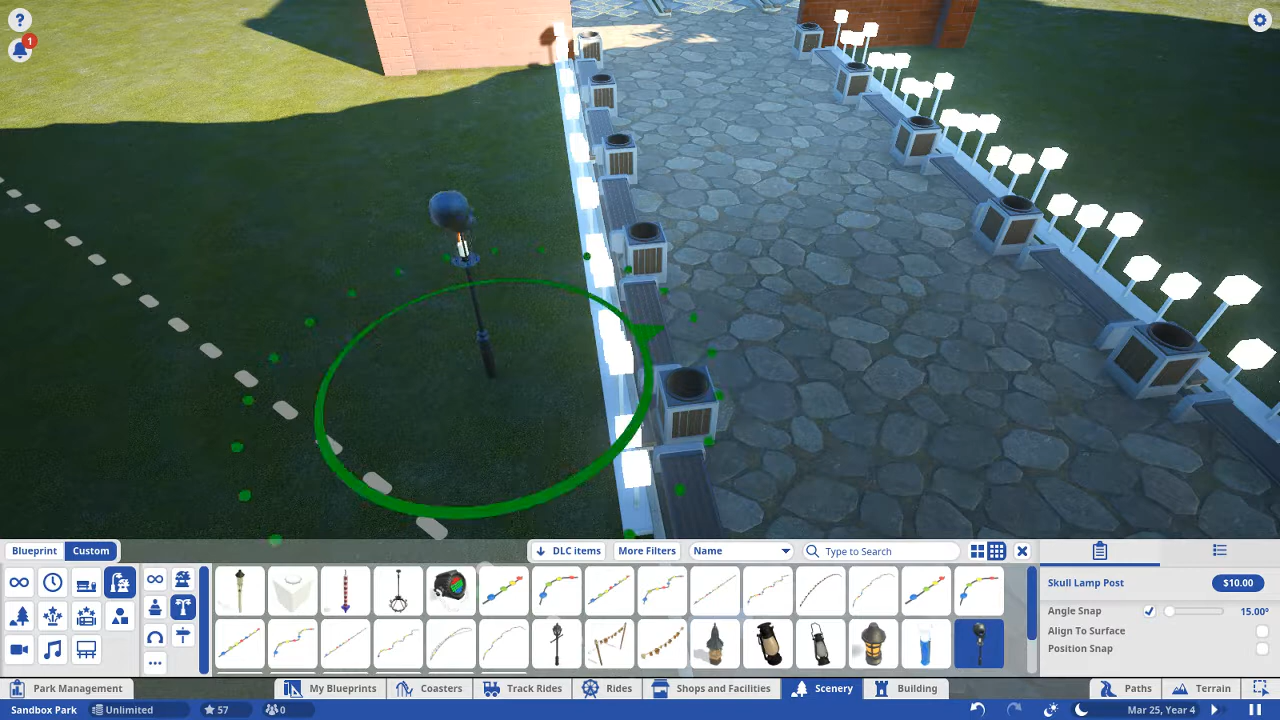 ?
1
Blueprint
Custom
DLC items
More Filters
Name
Type to Search
Skull Lamp Post
$10.00
Angle Snap
15.00°
Align To Surface
Position Snap
Park Management
My Blueprints
Coasters
Track Rides
Rides
Shops and Facilities
Scenery
Building
Paths
Terrain
Sandbox Park
Unlimited
57
0
Mar 25, Year 4